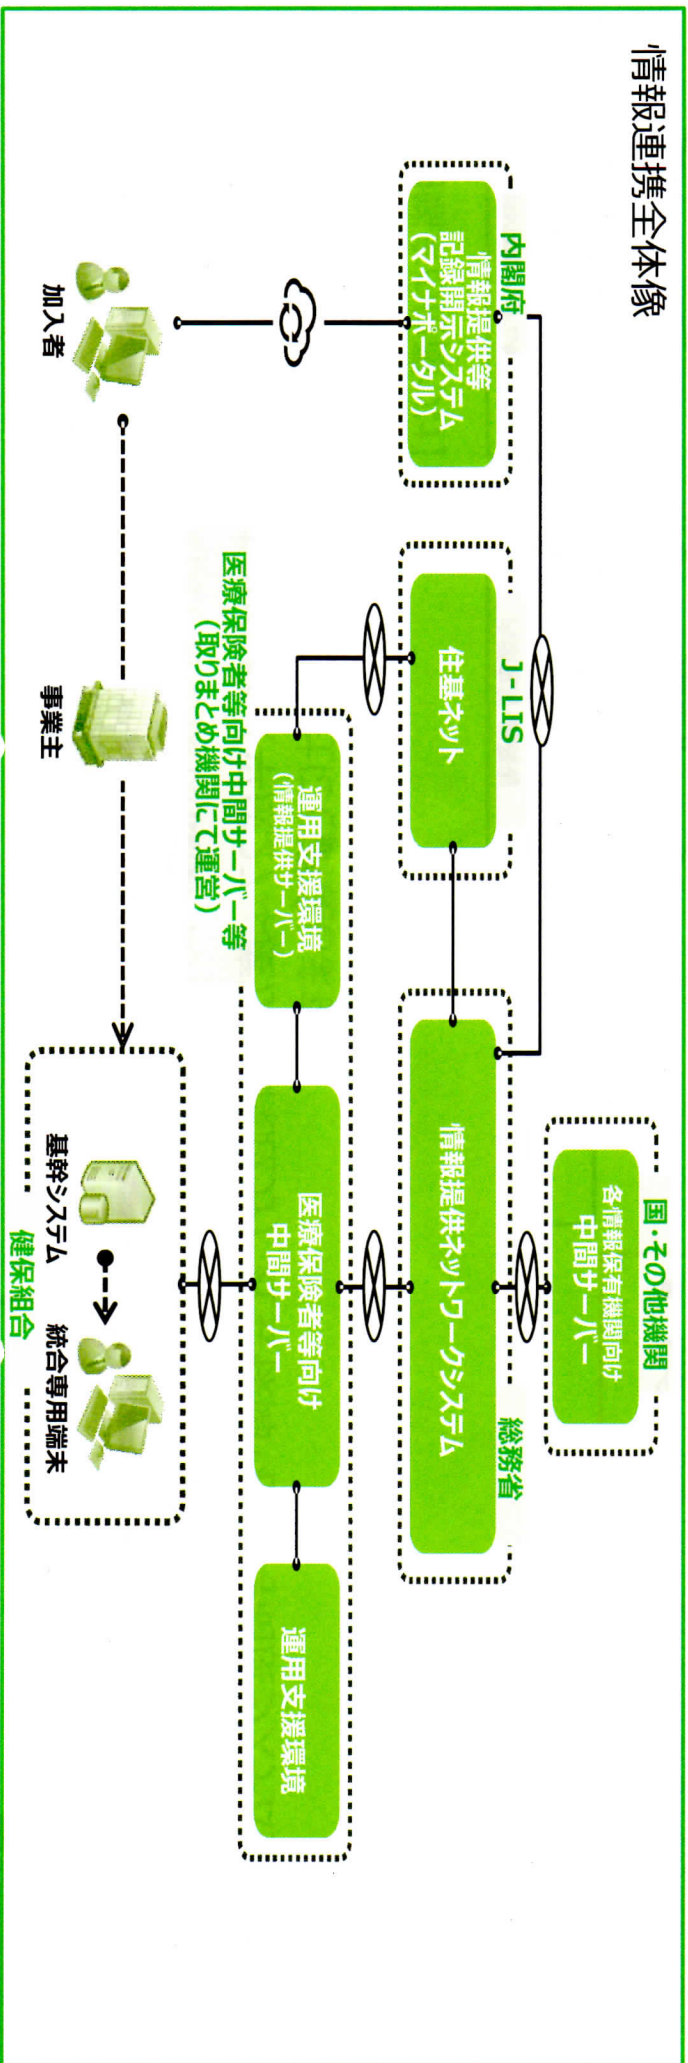 情報連携全体像
国・その他機関
各情報保有機関向け
中間サーバー
内閣府
情報提供等
記録開示システム
(マイナポータル)
J-LIS
住基ネット
総務省
情報提供ネットワークシステム
運用支援環境
(情報提供サーバー)
医療保険者等向け
中間サーバー
運用支援環境
医療保険者等向け中間サーバー等
(取りまとめ機関にて運営)
加入者
事業主
基幹システム
統合専用端末
健保組合